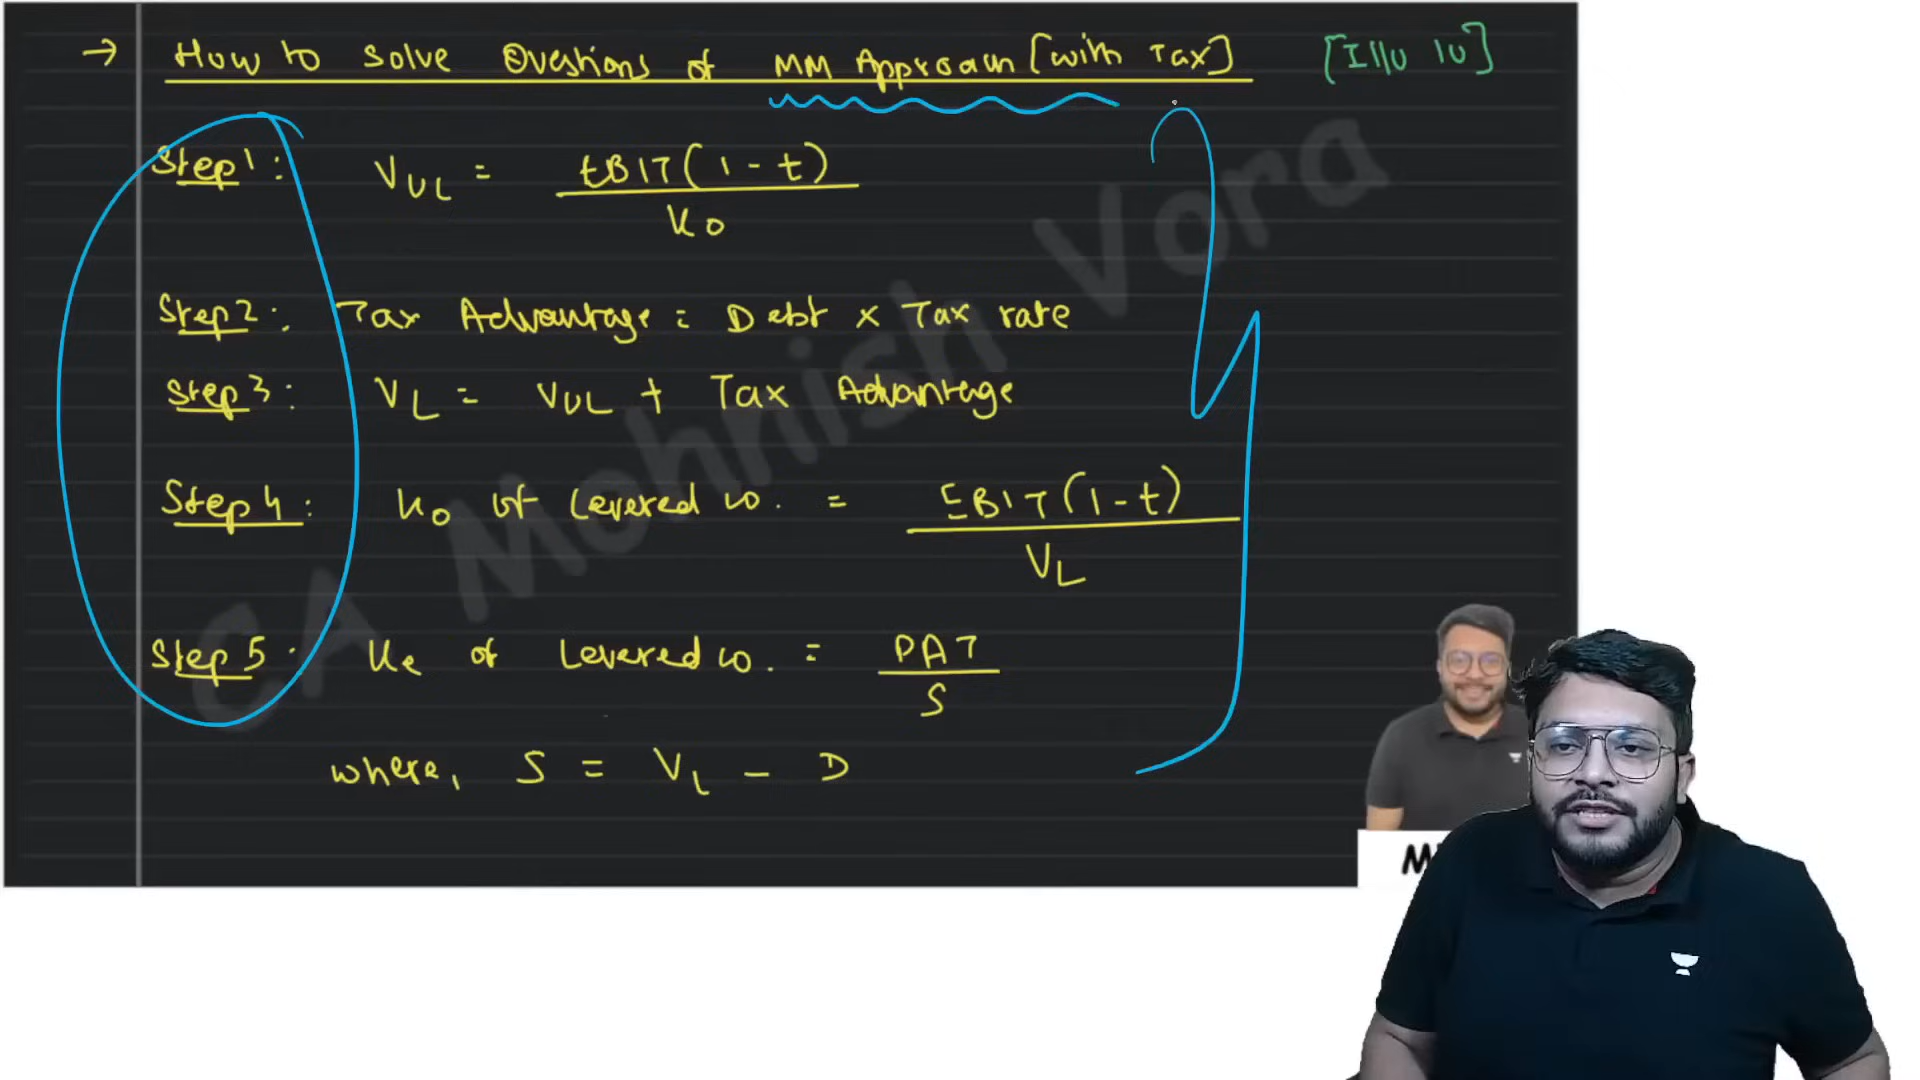 → How to solve Questions of MM Approach [with Tax] [Illu 10]
Step 1: VUL = EBIT(1-t) / Ko
Step 2: Tax Advantage = Debt x Tax rate
Step 3: VL = VUL + Tax Advantage
Step 4: Ko of Levered co. = EBIT(1-t) / VL
Step 5: Ke of Levered co. = PAT / S
where, S = VL - D
CA Mohnish Vora